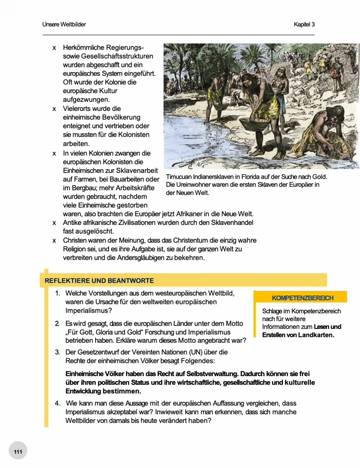 Unsere Weltbilder
Kapitel 3
x Herkömmliche Regierungs-
sowie Gesellschaftsstrukturen
wurden abgeschafft und ein
europäisches System eingeführt.
Oft wurde der Kolonie die
europäische Kultur
aufgezwungen.
x Vielerorts wurde die
einheimische Bevölkerung
enteignet und vertrieben oder
sie mussten für die Kolonisten
arbeiten.
x In vielen Kolonien zwangen die
europäischen Kolonisten die
Einheimischen zur Sklavenarbeit
auf Farmen, bei Bauarbeiten oder
im Bergbau; mehr Arbeitskräfte
wurden gebraucht, nachdem
viele Einheimische gestorben
waren, also brachten die Europäer jetzt Afrikaner in die Neue Welt.
x Antike afrikanische Zivilisationen wurden durch den Sklavenhandel
fast ausgelöscht.
x Christen waren der Meinung, dass das Christentum die einzig wahre
Religion sei, und es ihre Aufgabe ist, sie auf der ganzen Welt zu
verbreiten und die Andersgläubigen zu bekehren.
Timucuan Indianersklaven in Florida auf der Suche nach Gold.
Die Ureinwohner waren die ersten Sklaven der Europäer in
der Neuen Welt.
REFLEKTIERE UND BEANTWORTE
1. Welche Vorstellungen aus dem westeuropäischen Weltbild,
waren die Ursache für den weltweiten europäischen
Imperialismus?
2. Es wird gesagt, dass die europäischen Länder unter dem Motto
„Für Gott, Gloria und Gold" Forschung und Imperialismus
betrieben haben. Erkläre warum dieses Motto angebracht war?
3. Der Gesetzentwurf der Vereinten Nationen (UN) über die
Rechte der einheimischen Völker besagt Folgendes:
Einheimische Völker haben das Recht auf Selbstverwaltung. Dadurch können sie frei
über ihren politischen Status und ihre wirtschaftliche, gesellschaftliche und kulturelle
Entwicklung bestimmen.
4. Wie kann man diese Aussage mit der europäischen Auffassung vergleichen, dass
Imperialismus akzeptabel war? Inwieweit kann man erkennen, dass sich manche
Weltbilder von damals bis heute verändert haben?
KOMPETENZBEREICH
Schlage im Kompetenzbereich
nach für weitere
Informationen zum Lesen und
Erstellen von Landkarten.
111